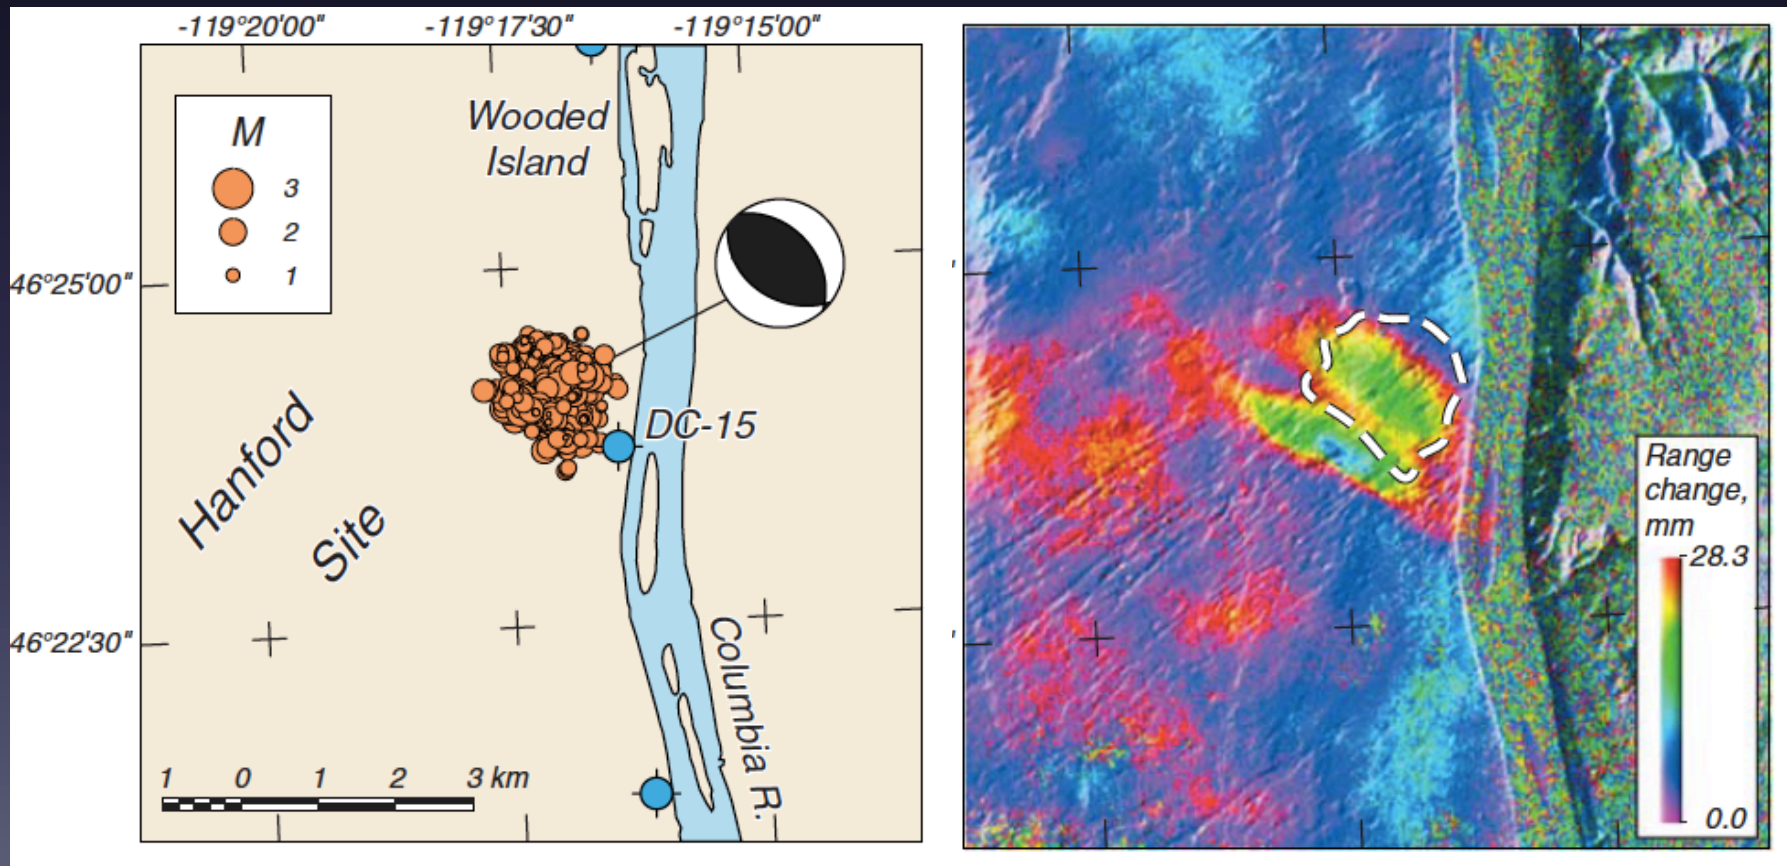 -119°20'00" -119°17'30" -119°15'00"
M
3
2
1
Wooded
Island
46°25'00"
DC-15
Hanford
Site
46°22'30"
Columbia R.
1 0 1 2 3 km
Range
change,
mm
28.3
0.0